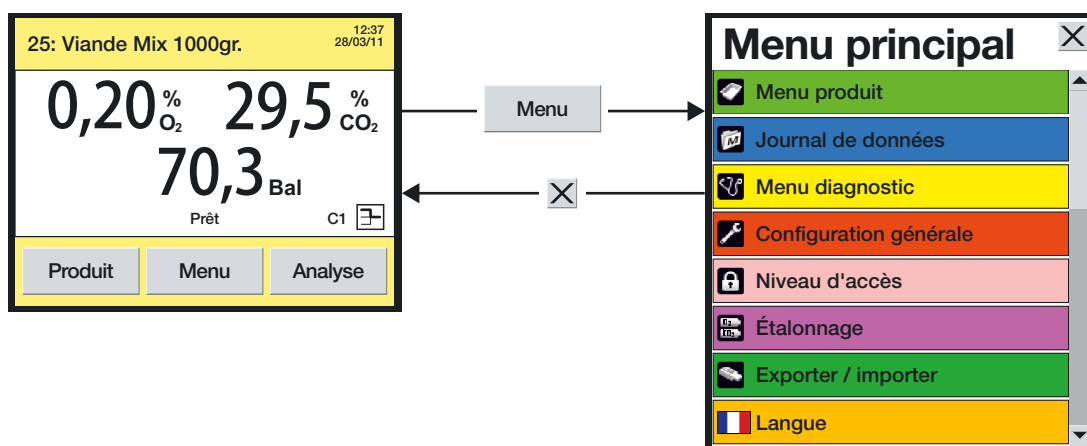 25: Viande Mix 1000gr.
12:37
28/03/11
0,20 % O₂
29,5 % CO₂
70,3 Bal
Prêt
C1
Produit
Menu
Analyse
Menu
X
Menu principal
X
Menu produit
Journal de données
Menu diagnostic
Configuration générale
Niveau d'accès
Étalonnage
Exporter / importer
Langue